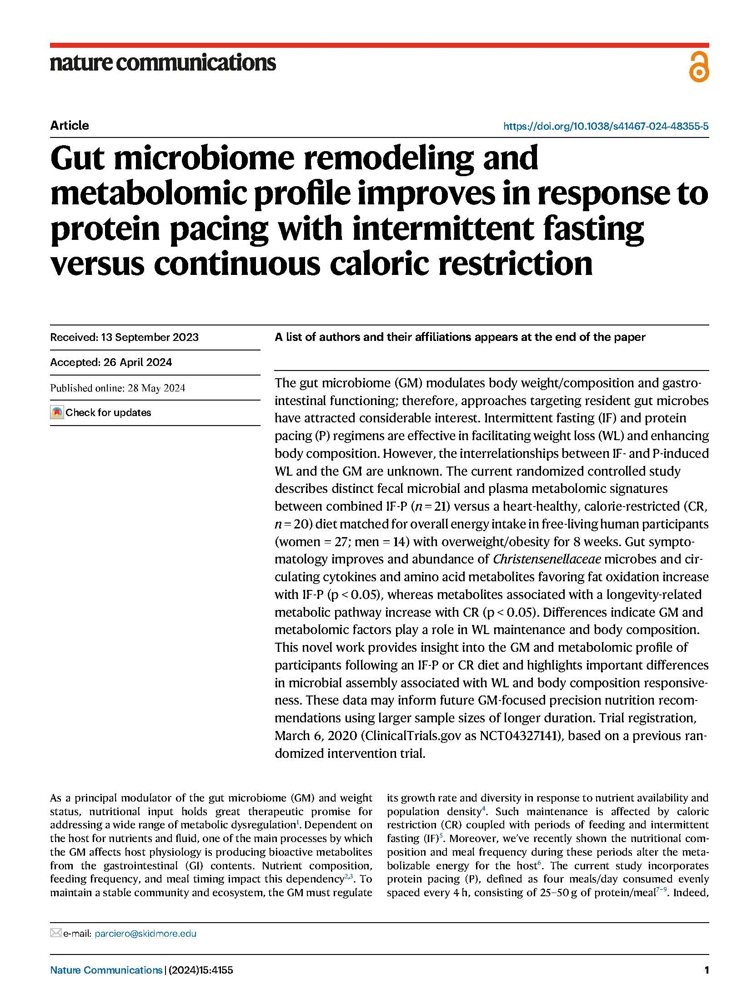 nature communications
Article
https://doi.org/10.1038/s41467-024-48355-5
Gut microbiome remodeling and
metabolomic profile improves in response to
protein pacing with intermittent fasting
versus continuous caloric restriction
Received: 13 September 2023
Accepted: 26 April 2024
Published online: 28 May 2024
Check for updates
A list of authors and their affiliations appears at the end of the paper
The gut microbiome (GM) modulates body weight/composition and gastro-
intestinal functioning; therefore, approaches targeting resident gut microbes
have attracted considerable interest. Intermittent fasting (IF) and protein
pacing (P) regimens are effective in facilitating weight loss (WL) and enhancing
body composition. However, the interrelationships between IF- and P-induced
WL and the GM are unknown. The current randomized controlled study
describes distinct fecal microbial and plasma metabolomic signatures
between combined IF-P (n = 21) versus a heart-healthy, calorie-restricted (CR,
n = 20) diet matched for overall energy intake in free-living human participants
(women = 27; men = 14) with overweight/obesity for 8 weeks. Gut sympto-
matology improves and abundance of Christensenellaceae microbes and cir-
culating cytokines and amino acid metabolites favoring fat oxidation increase
with IF-P (p < 0.05), whereas metabolites associated with a longevity-related
metabolic pathway increase with CR (p < 0.05). Differences indicate GM and
metabolomic factors play a role in WL maintenance and body composition.
This novel work provides insight into the GM and metabolomic profile of
participants following an IF-P or CR diet and highlights important differences
in microbial assembly associated with WL and body composition responsive-
ness. These data may inform future GM-focused precision nutrition recom-
mendations using larger sample sizes of longer duration. Trial registration,
March 6, 2020 (ClinicalTrials.gov as NCT04327141), based on a previous ran-
domized intervention trial.
As a principal modulator of the gut microbiome (GM) and weight
status, nutritional input holds great therapeutic promise for
addressing a wide range of metabolic dysregulation1. Dependent on
the host for nutrients and fluid, one of the main processes by which
the GM affects host physiology is producing bioactive metabolites
from the gastrointestinal (GI) contents. Nutrient composition,
feeding frequency, and meal timing impact this dependency2,3. To
maintain a stable community and ecosystem, the GM must regulate
its growth rate and diversity in response to nutrient availability and
population density4. Such maintenance is affected by caloric
restriction (CR) coupled with periods of feeding and intermittent
fasting (IF)5. Moreover, we've recently shown the nutritional com-
position and meal frequency during these periods alter the meta-
bolizable energy for the host6. The current study incorporates
protein pacing (P), defined as four meals/day consumed evenly
spaced every 4 h, consisting of 25–50 g of protein/meal7–9. Indeed,
e-mail: parciero@skidmore.edu
Nature Communications | (2024)15:4155
1